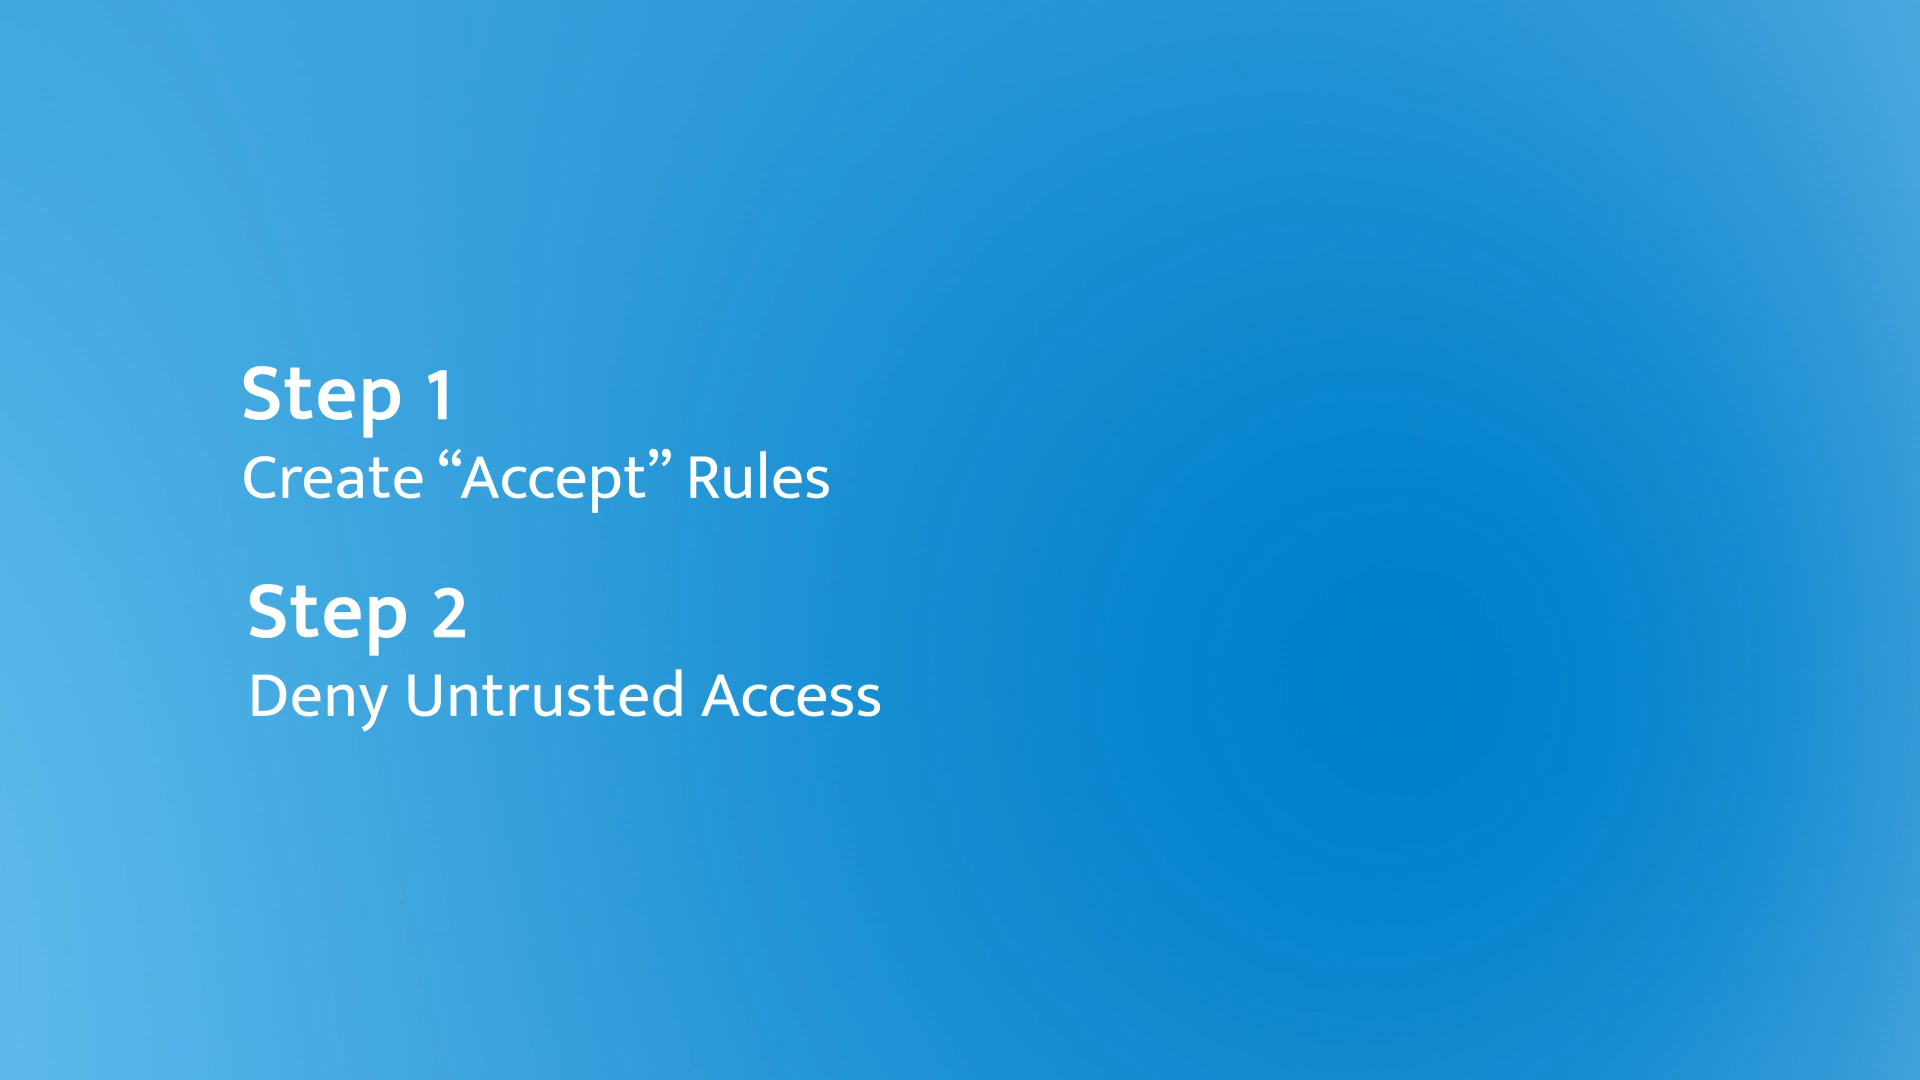 Step 1
Create “Accept” Rules
Step 2
Deny Untrusted Access